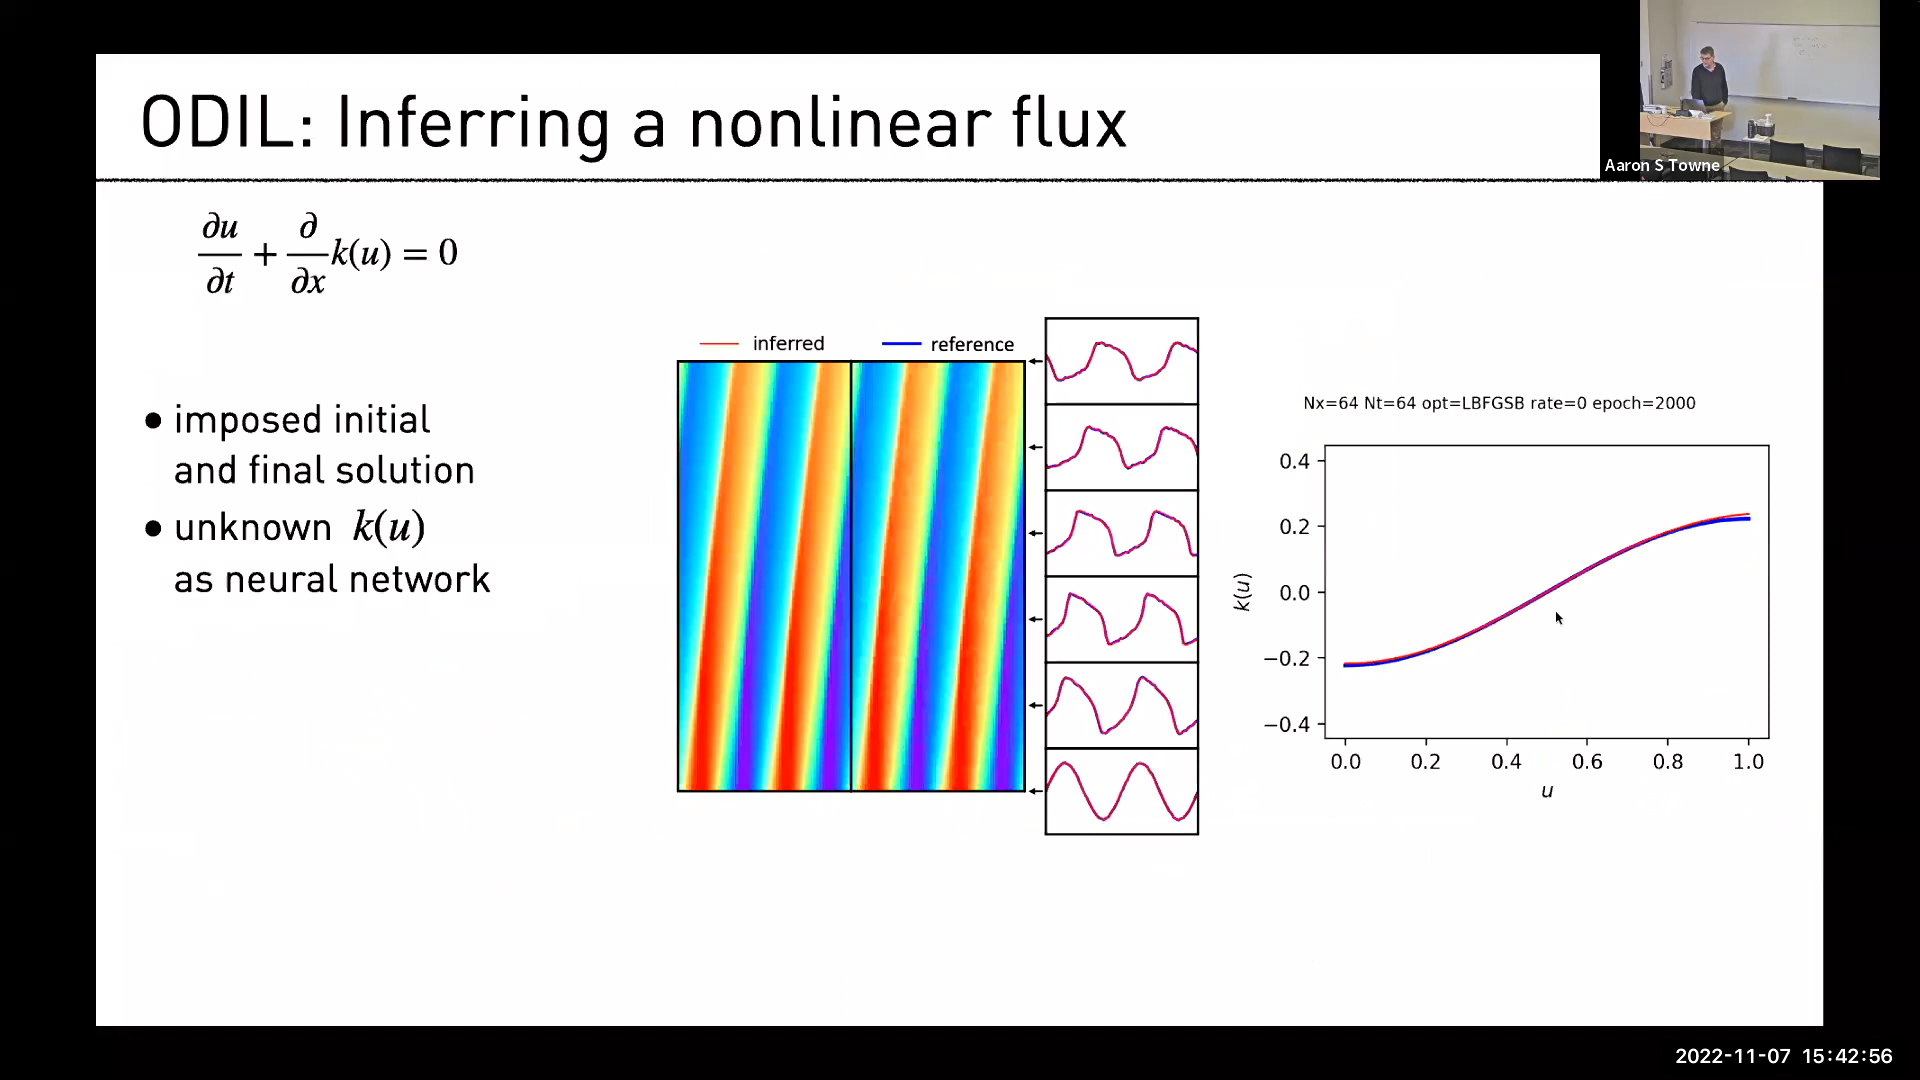 ODIL: Inferring a nonlinear flux
Aaron S Towne
∂u/∂t + ∂/∂x k(u) = 0
• imposed initial
and final solution
• unknown k(u)
as neural network
inferred
reference
Nx=64 Nt=64 opt=LBFGSB rate=0 epoch=2000
k(u)
0.4
0.2
0.0
−0.2
−0.4
0.0 0.2 0.4 0.6 0.8 1.0
u
2022-11-07 15:42:56